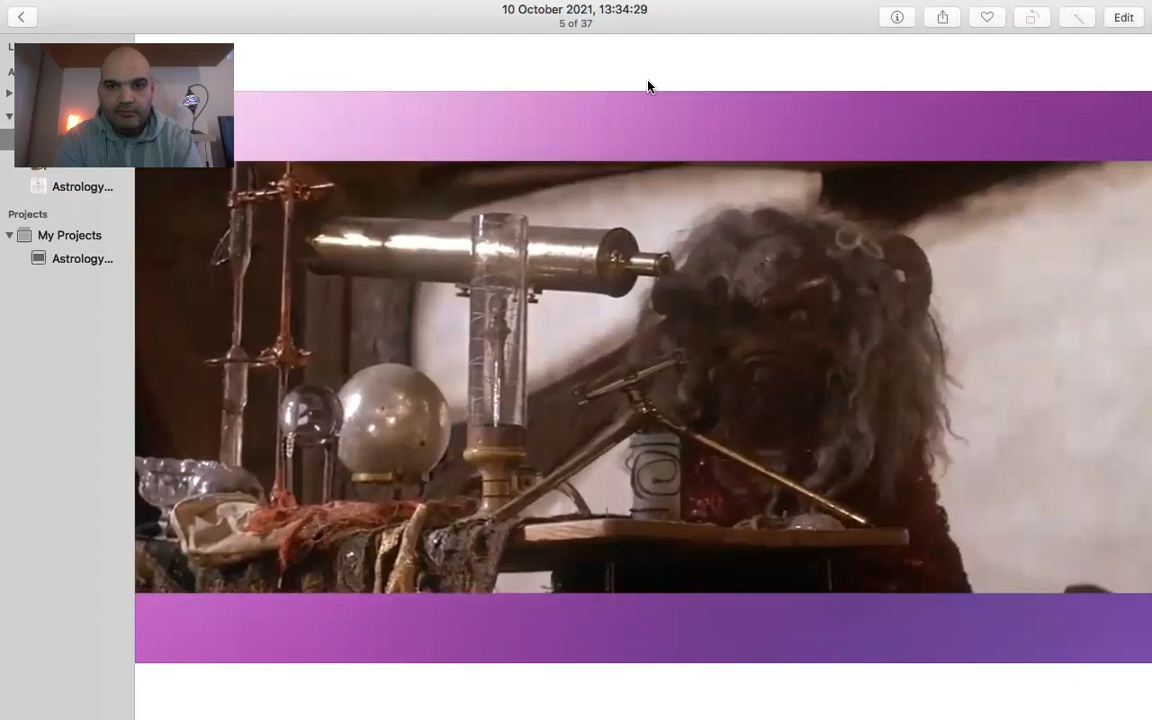 10 October 2021, 13:34:29
5 of 37
Edit
L
A
Astrology...
Projects
My Projects
Astrology...